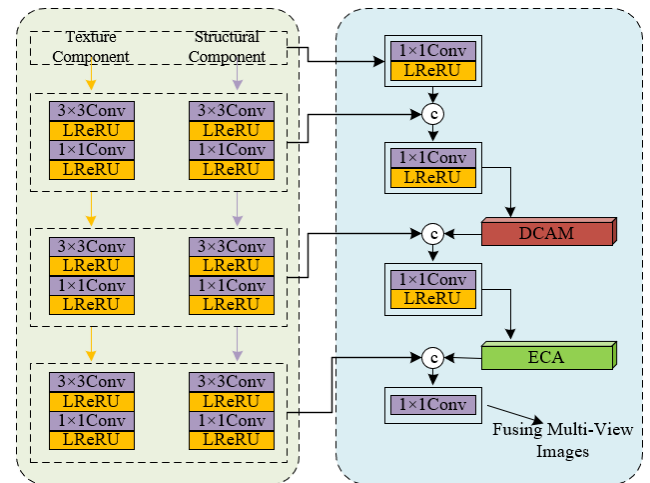 Texture
Component
Structural
Component
3×3Conv
LReRU
1×1Conv
LReRU
3×3Conv
LReRU
1×1Conv
LReRU
3×3Conv
LReRU
1×1Conv
LReRU
3×3Conv
LReRU
1×1Conv
LReRU
3×3Conv
LReRU
1×1Conv
LReRU
3×3Conv
LReRU
1×1Conv
LReRU
1×1Conv
LReRU
c
1×1Conv
LReRU
DCAM
c
1×1Conv
LReRU
ECA
c
1×1Conv
Fusing Multi-View
Images